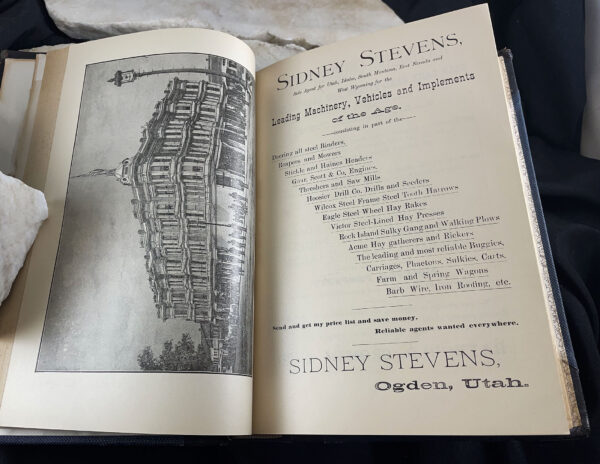 SIDNEY STEVENS,
Sole Agent for Utah, Idaho, South Montana, East Nevada and
West Wyoming for the
Leading Machinery, Vehicles and Implements
of the Age.
—consisting in part of the—
Deering all steel Binders,
Reapers and Mowers
Stickle and Haines Headers
Gaar, Scott & Co, Engines,
Threshers and Saw Mills
Hoosier Drill Co. Drills and Seeders
Wilcox Steel Frame Steel Tooth Harrows
Eagle Steel Wheel Hay Rakes
Victor Steel-Lined Hay Presses
Rock Island Sulky Gang and Walking Plows
Acme Hay gatherers and Rickers
The leading and most reliable Buggies,
Carriages, Phaetons, Sulkies, Carts,
Farm and Spring Wagons
Barb Wire, Iron Roofing, etc.
Send and get my price list and save money.
Reliable agents wanted everywhere.
SIDNEY STEVENS,
Ogden, Utah.